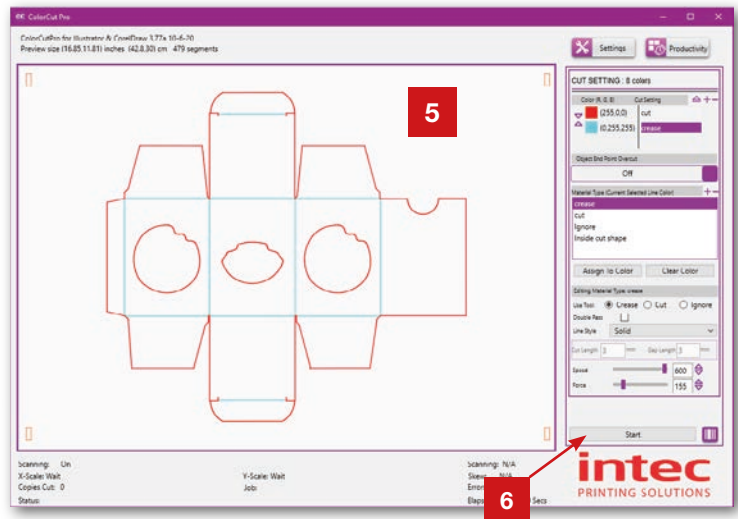 ColorCut Pro
ColorCutPro for Illustrator & CorelDraw 3.77a 10-6-20
Preview size (16.85,11.81) inches (42.8,30) cm 479 segments
Settings
Productivity
5
CUT SETTING : 8 colors
Color (R, G, B) Cut Setting
(255,0,0) cut
(0,255,255) crease
Object End Point Overcut
Off
Material Type (Current Selected Line Color)
crease
cut
Ignore
Inside cut shape
Assign To Color Clear Color
Editing Material Type: crease
Use Tool: Crease Cut Ignore
Double Pass
Line Style Solid
Cut Length 3 mm Gap Length 3 mm
Speed 600
Force 155
Start
Scanning: On
X-Scale: Wait
Copies Cut: 0
Status:
Y-Scale: Wait
Job:
Scanning: N/A
Skew: N/A
Error
Elaps Secs
6
intec
PRINTING SOLUTIONS